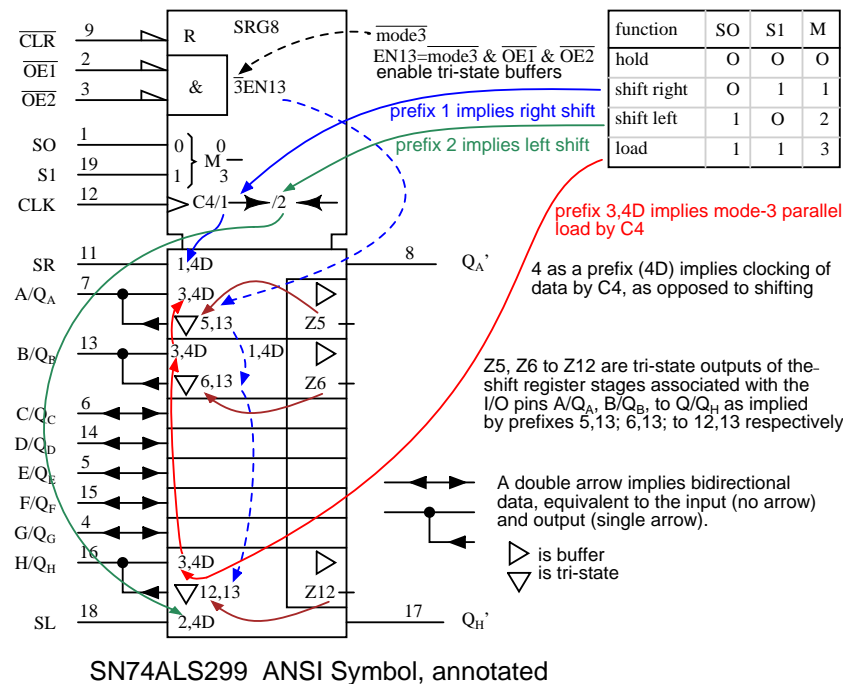 9
SRG8
CLR
R
mode3
2
OE1
EN13=mode3 & OE1 & OE2
enable tri-state buffers
3
&
3EN13
OE2
function SO S1 M
hold O O O
shift right O 1 1
shift left 1 O 2
load 1 1 3
prefix 1 implies right shift
prefix 2 implies left shift
1
SO
0
0
M
3
19
S1
1
12
CLK
C4/1
/2
prefix 3,4D implies mode-3 parallel
load by C4
11
SR
1,4D
8
QA’
7
A/QA
3,4D
5,13
Z5
4 as a prefix (4D) implies clocking of
data by C4, as opposed to shifting
13
B/QB
3,4D
1,4D
6,13
Z6
Z5, Z6 to Z12 are tri-state outputs of the
shift register stages associated with the
I/O pins A/QA, B/QB, to Q/QH as implied
by prefixes 5,13; 6,13; to 12,13 respectively
6
C/QC
14
D/QD
5
E/QE
15
F/QF
4
G/QG
A double arrow implies bidirectional
data, equivalent to the input (no arrow)
and output (single arrow).
16
H/QH
3,4D
12,13
Z12
is buffer
is tri-state
18
SL
2,4D
17
QH’
SN74ALS299 ANSI Symbol, annotated